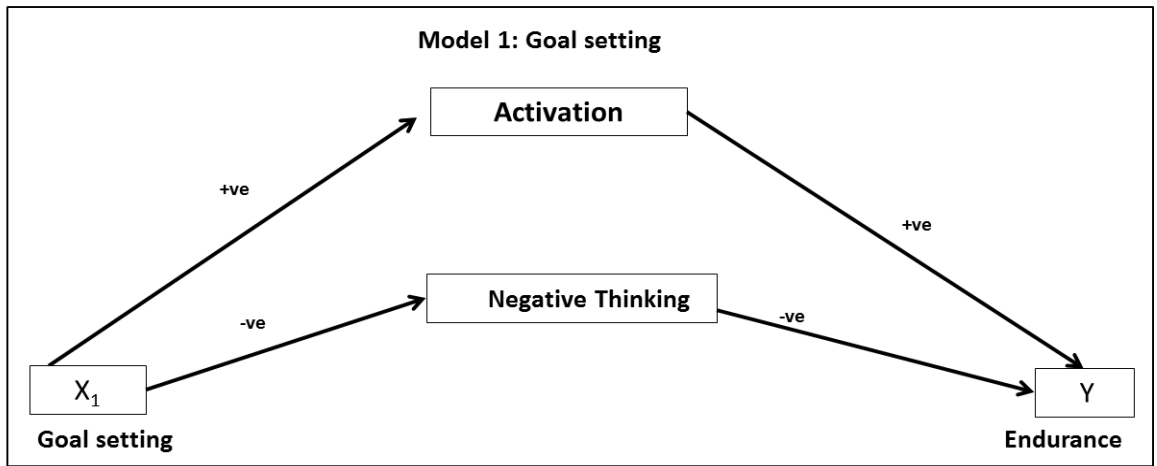 Model 1: Goal setting
Activation
+ve
+ve
Negative Thinking
-ve
-ve
X₁
Y
Goal setting
Endurance